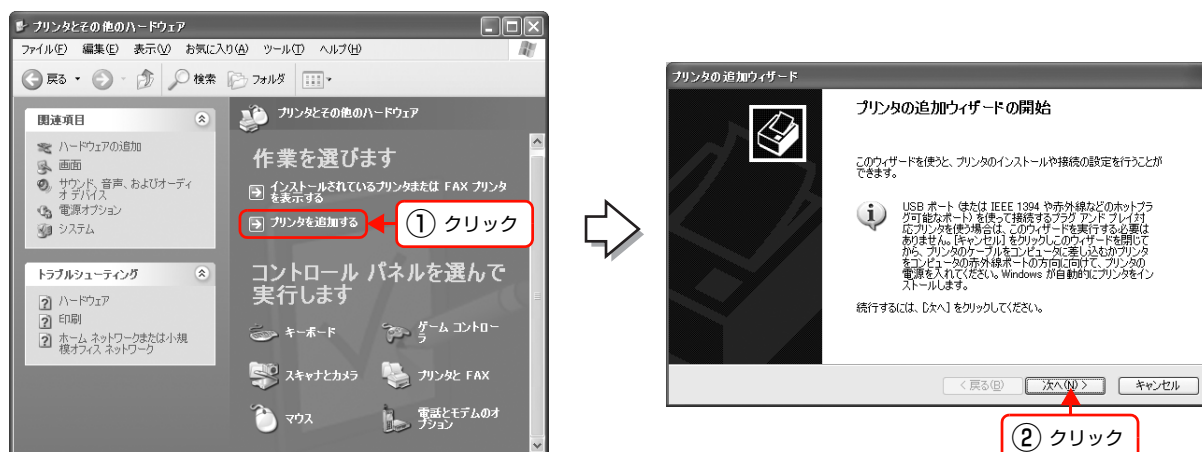 プリンタとその他のハードウェア
ファイル(F) 編集(E) 表示(V) お気に入り(A) ツール(T) ヘルプ(H)
戻る 検索 フォルダ
関連項目
ハードウェアの追加
画面
サウンド、音声、およびオーディ
オ デバイス
電源オプション
システム
トラブルシューティング
ハードウェア
印刷
ホーム ネットワークまたは小規
模オフィス ネットワーク
プリンタとその他のハードウェア
作業を選びます
インストールされているプリンタまたは FAX プリンタ
を表示する
プリンタを追加する
① クリック
コントロール パネルを選んで
実行します
キーボード
ゲーム コントロー
ラ
スキャナとカメラ
プリンタと FAX
マウス
電話とモデムのオ
プション
プリンタの追加ウィザード
プリンタの追加ウィザードの開始
このウィザードを使うと、プリンタのインストールや接続の設定を行うことが
できます。
USB ポート (または IEEE 1394 や赤外線などのホットプラ
グ可能なポート) を使って接続するプラグ アンド プレイ対
応プリンタを使う場合は、このウィザードを実行する必要は
ありません。[キャンセル] をクリックしこのウィザードを閉じて
から、プリンタのケーブルをコンピュータに差し込むかプリンタ
をコンピュータの赤外線ポートの方向に向けて、プリンタの
電源を入れてください。Windows が自動的にプリンタをイン
ストールします。
続行するには、[次へ] をクリックしてください。
< 戻る(B) 次へ(N) > キャンセル
② クリック